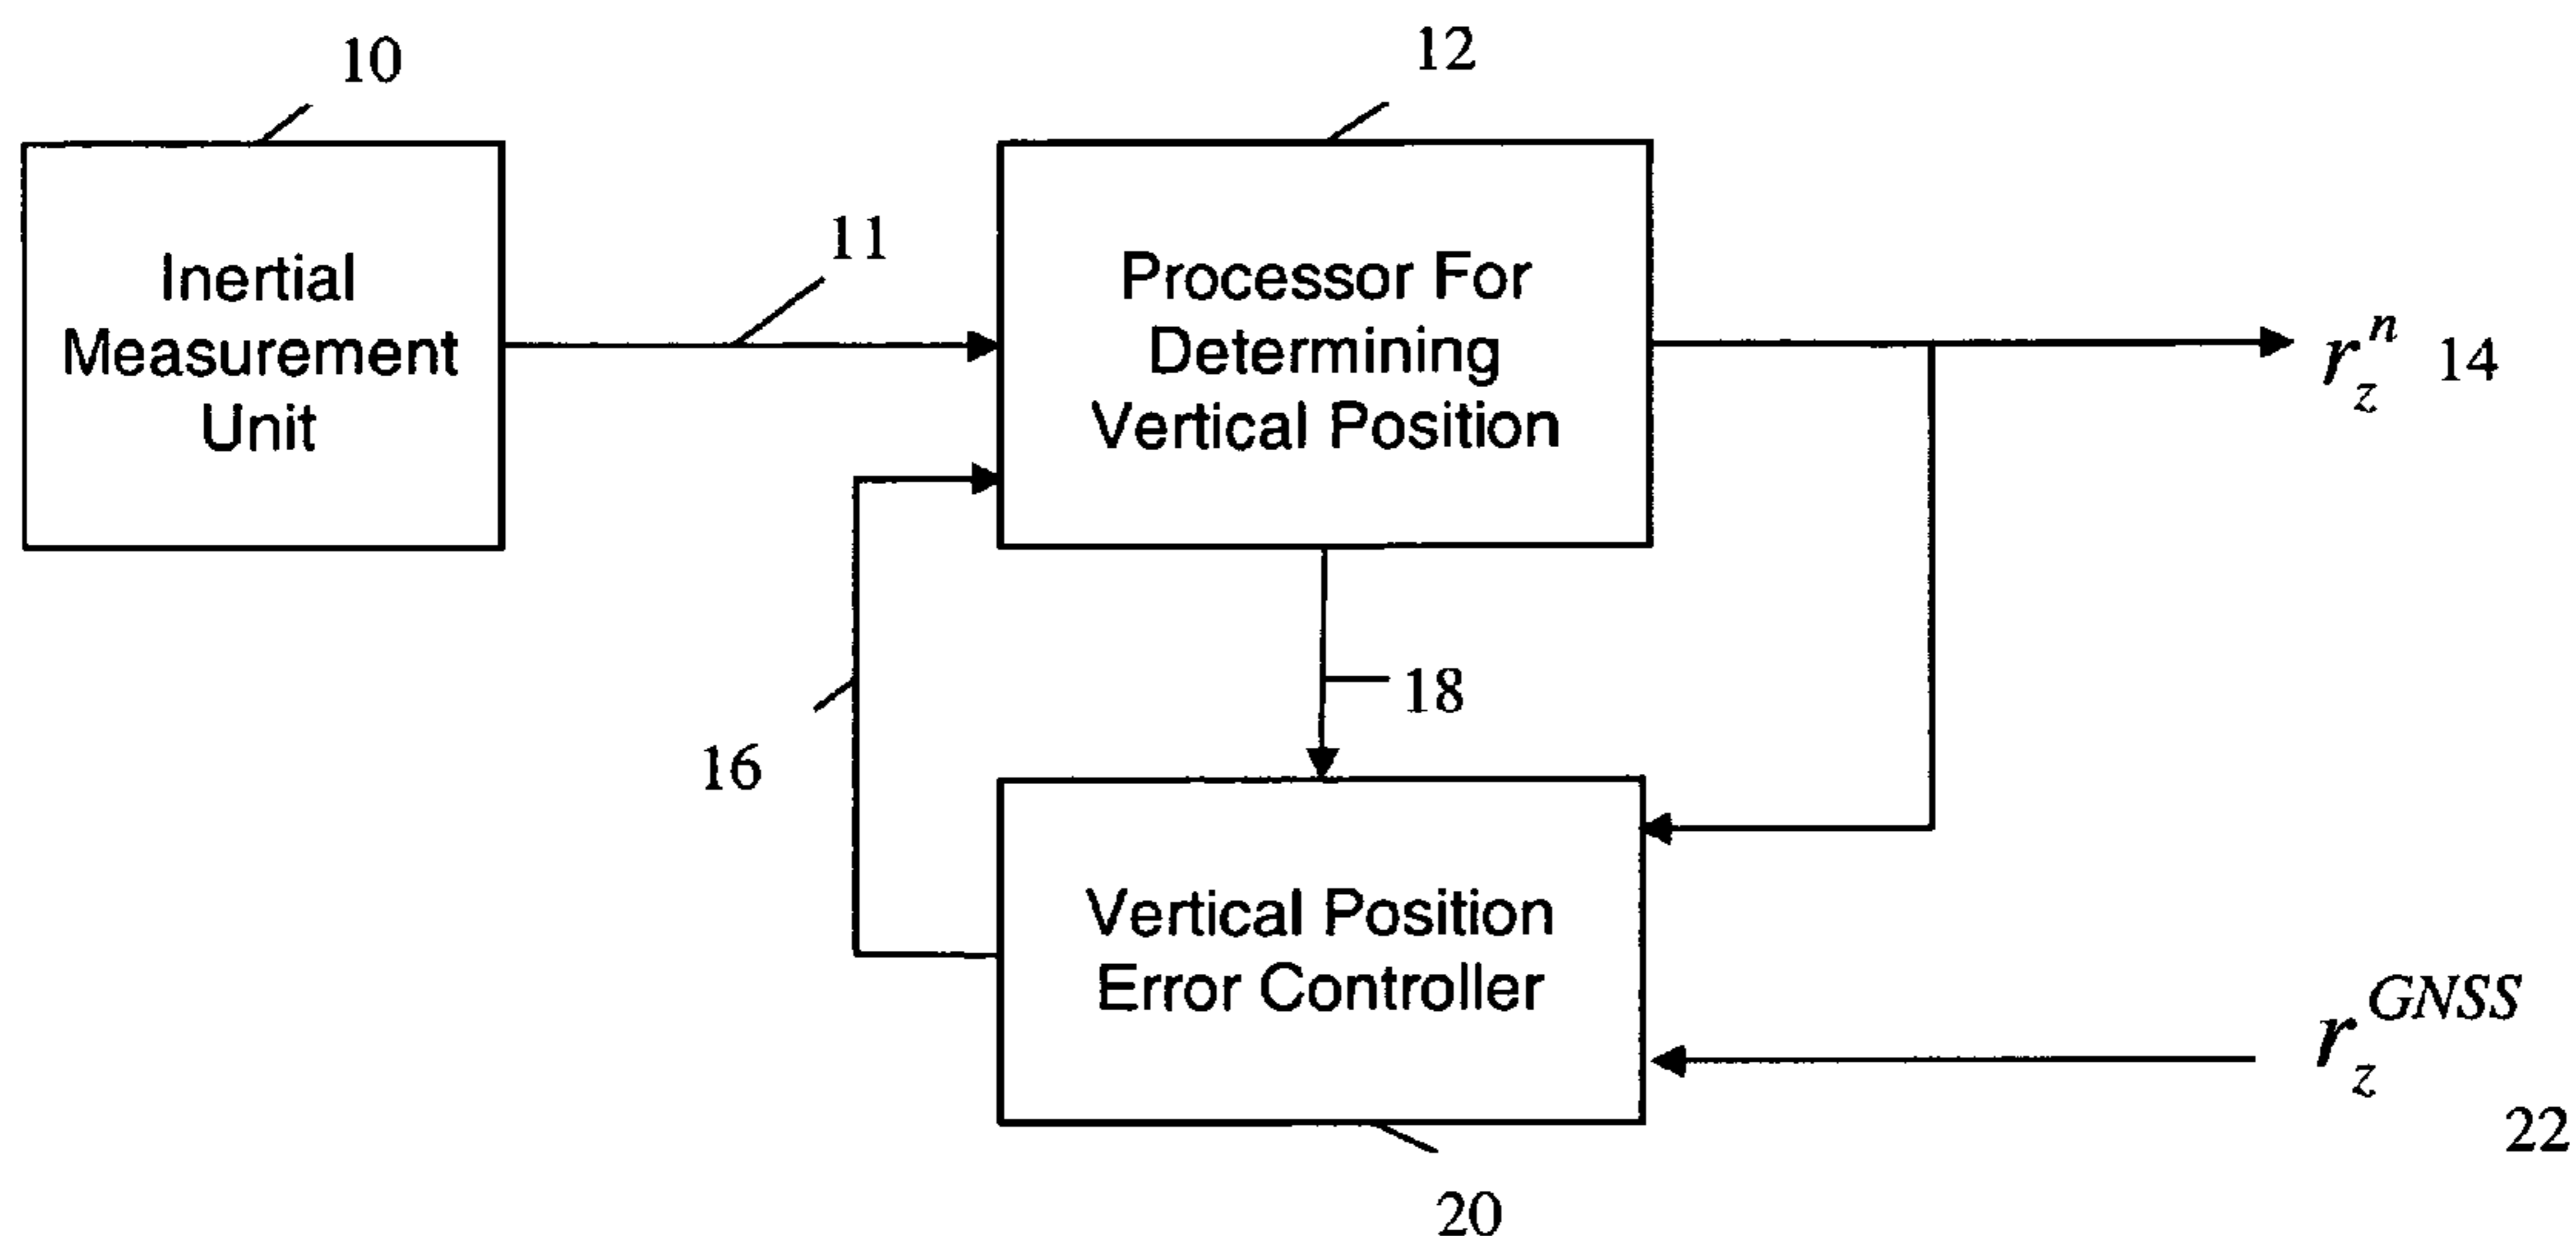 10
12
11
Inertial
Measurement
Unit
Processor For
Determining
Vertical Position
r_z^n 14
16
18
Vertical Position
Error Controller
r_z^GNSS
22
20